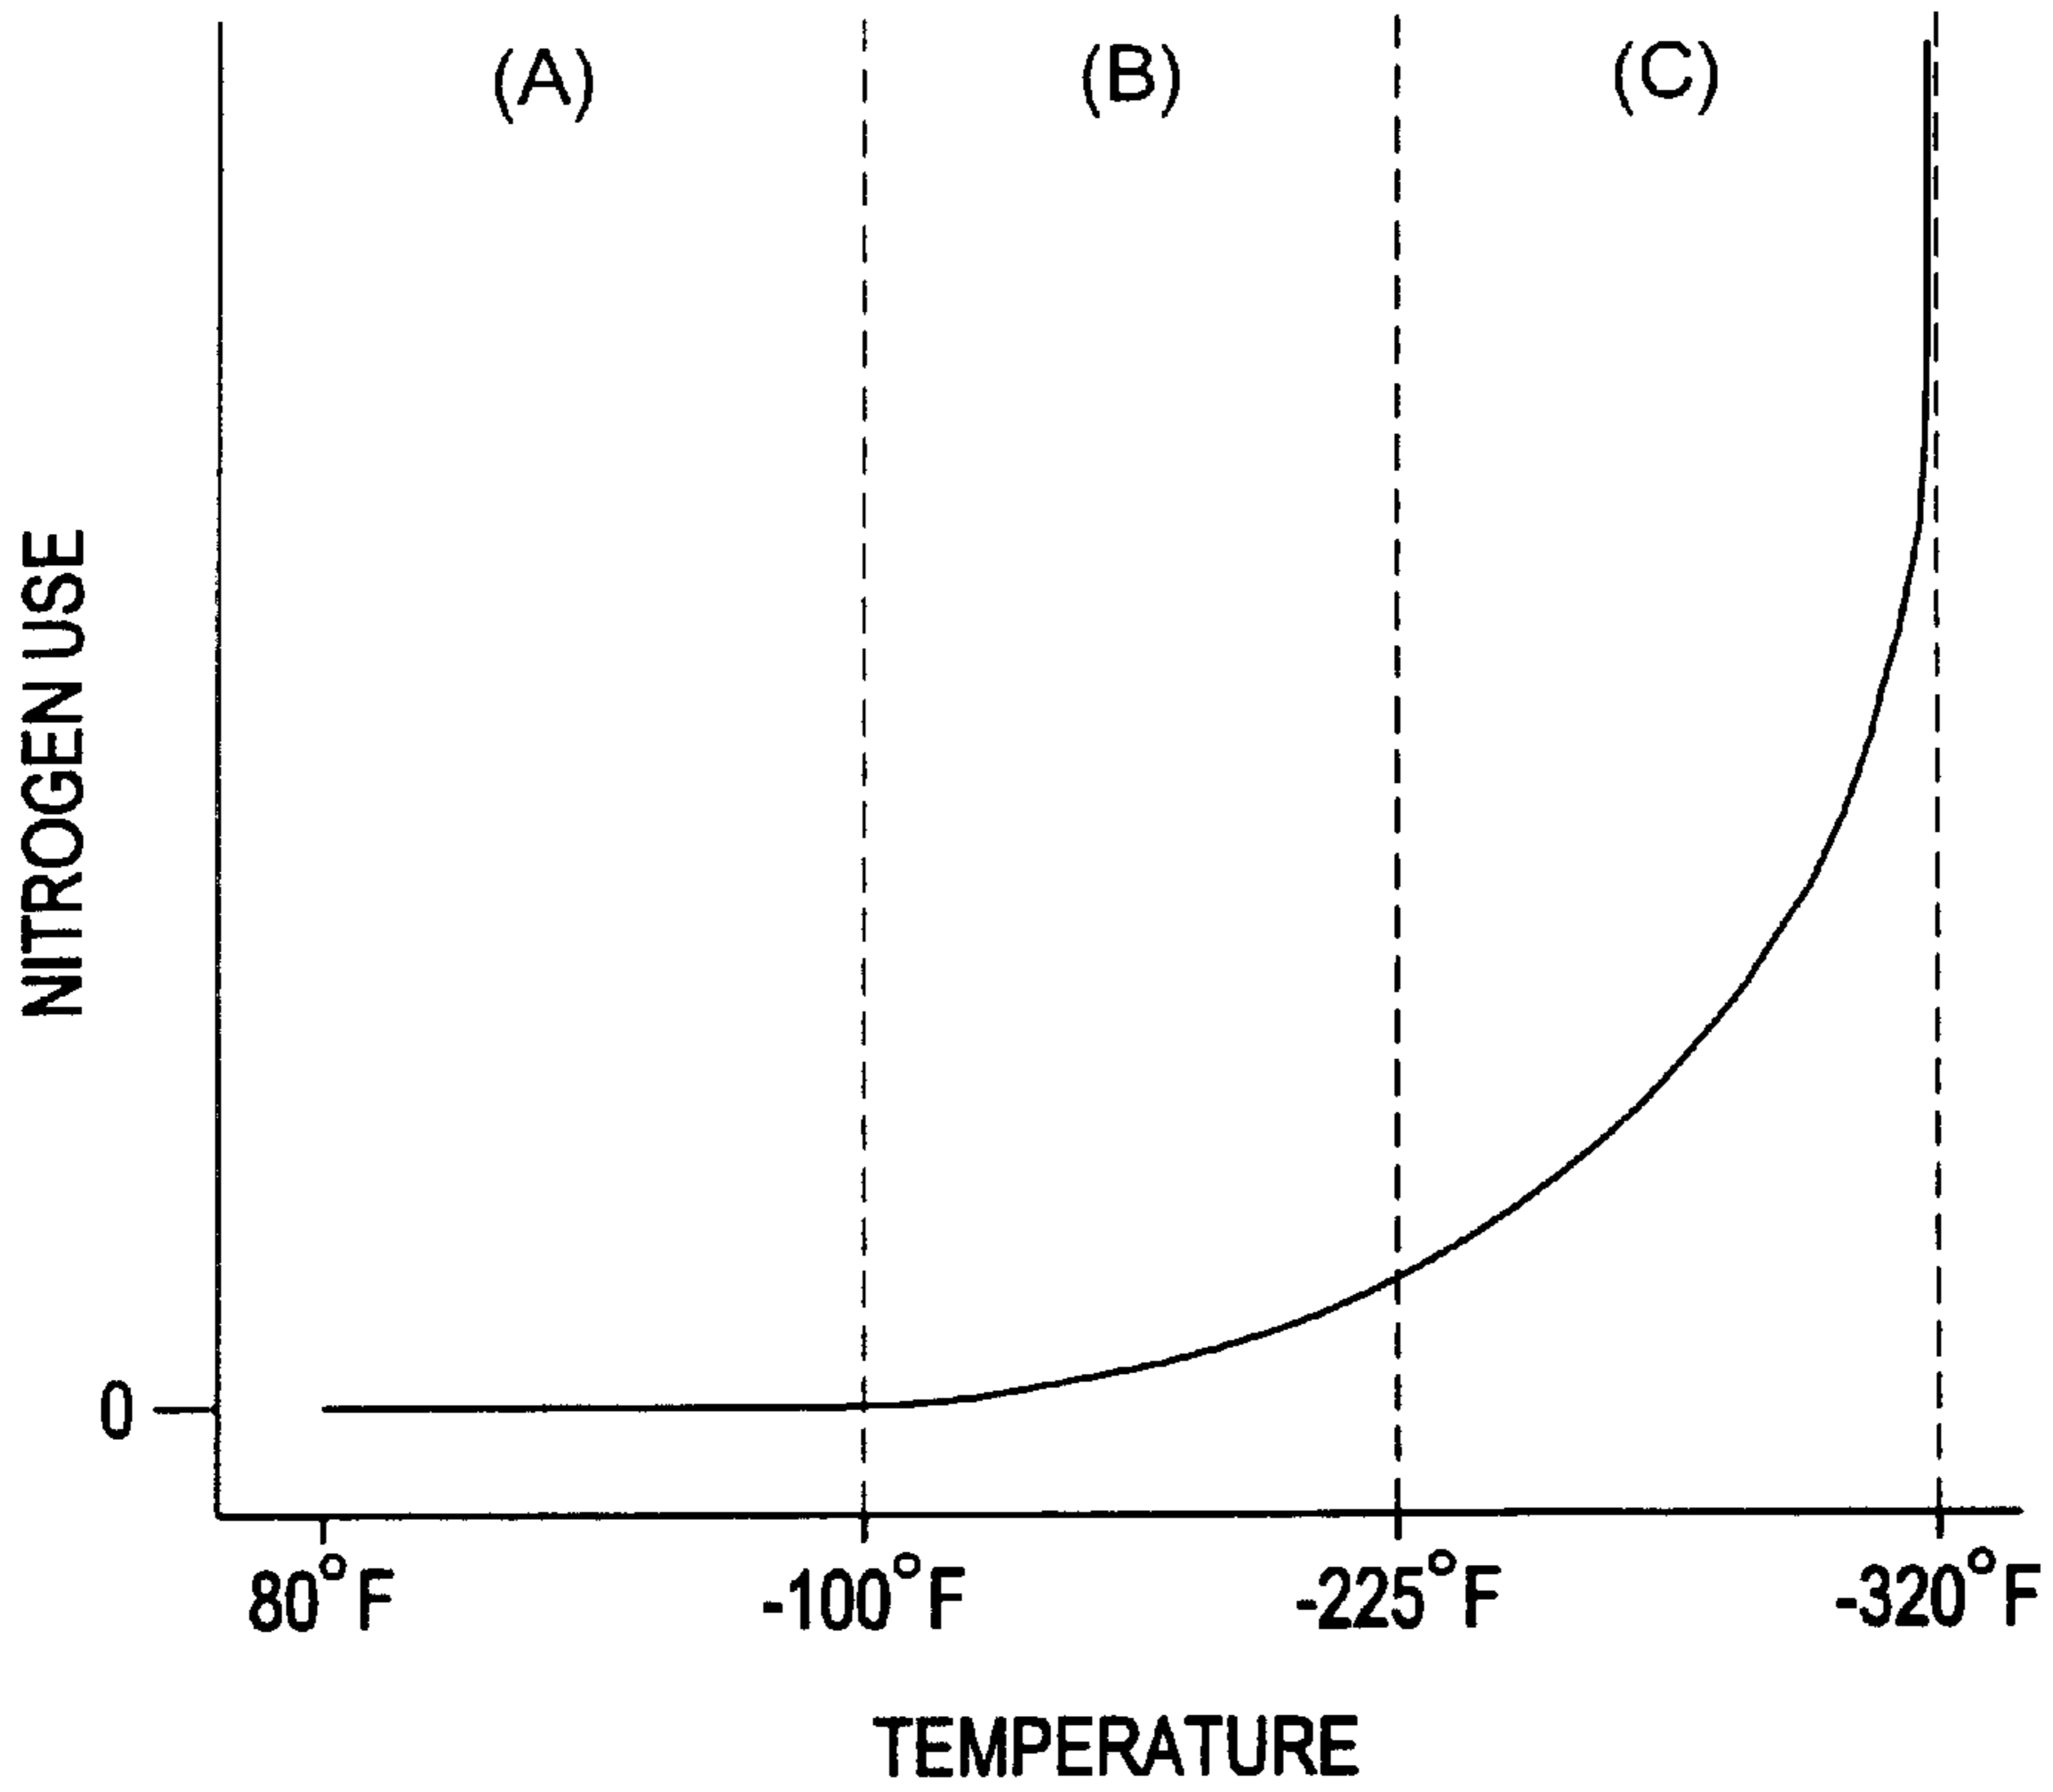 (A) (B) (C)
NITROGEN USE
0
80°F -100°F -225°F -320°F
TEMPERATURE